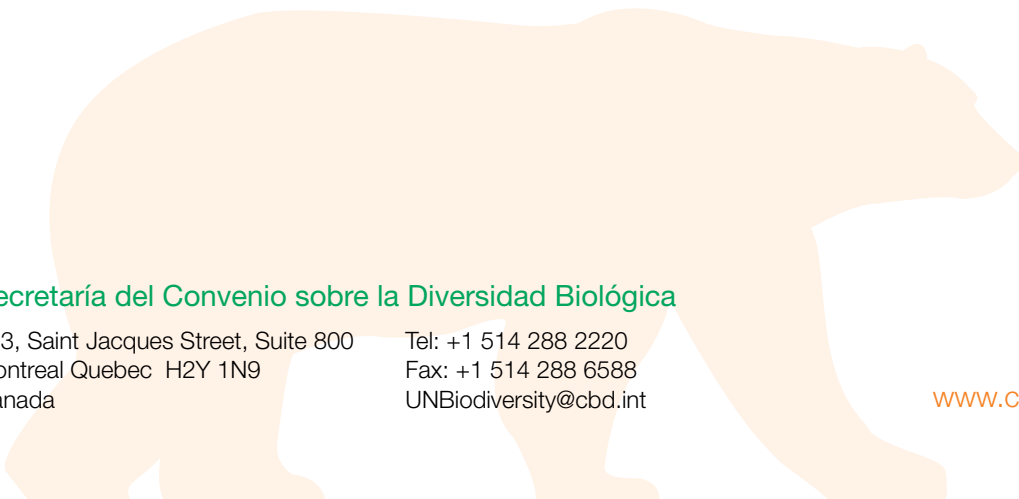 ecretaría del Convenio sobre la Diversidad Biológica
3, Saint Jacques Street, Suite 800
ontreal Quebec H2Y 1N9
anada
Tel: +1 514 288 2220
Fax: +1 514 288 6588
UNBiodiversity@cbd.int
www.c